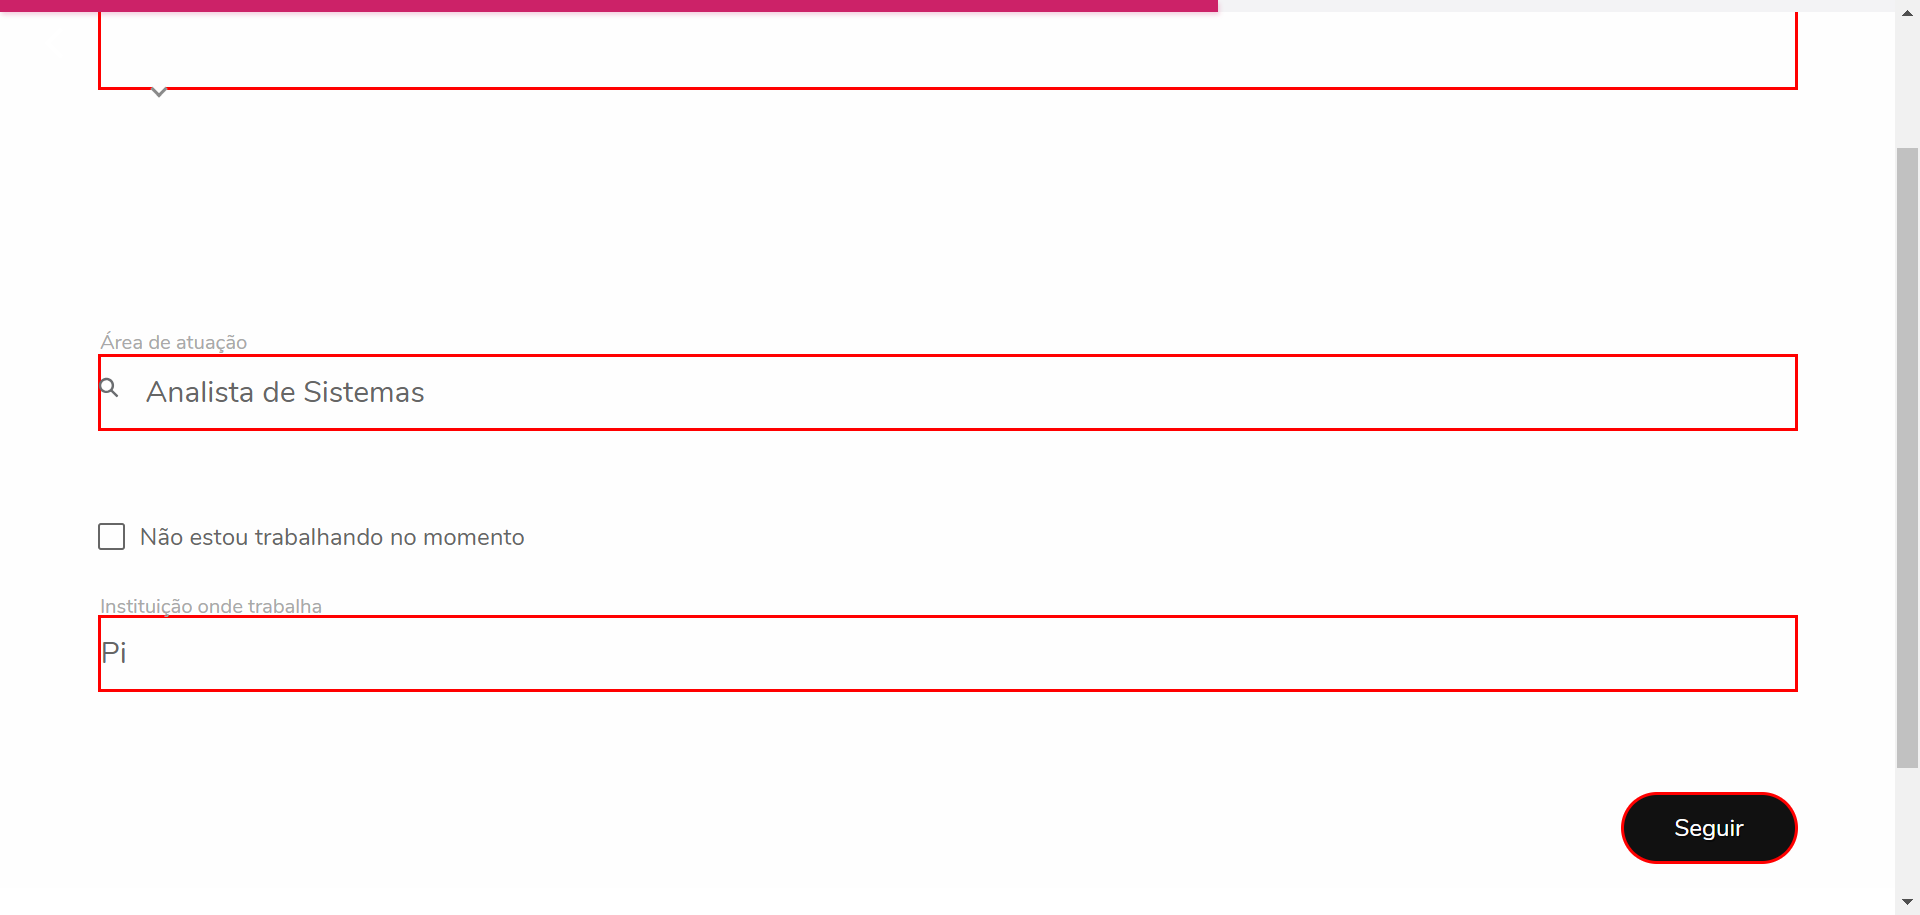 Área de atuação
Analista de Sistemas
Não estou trabalhando no momento
Instituição onde trabalha
Pi
Seguir